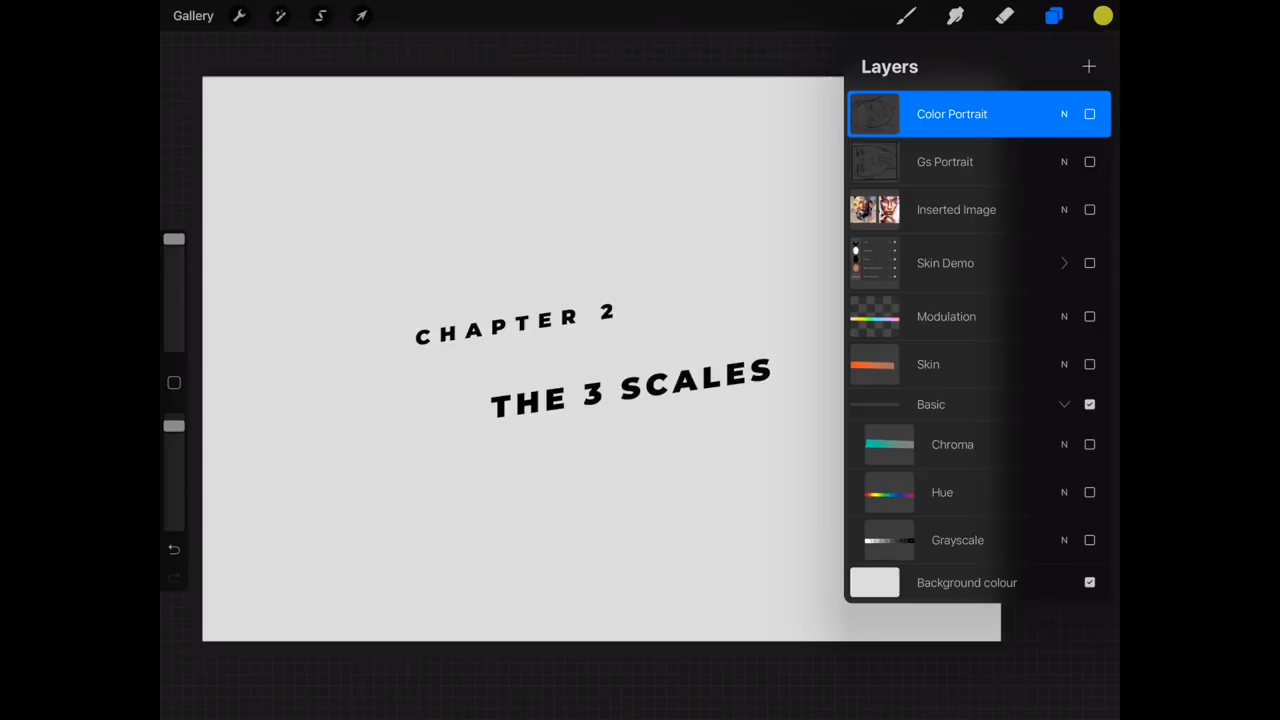 Gallery
Layers
Color Portrait N
Gs Portrait N
Inserted Image N
Skin Demo
Modulation N
Skin N
Basic
Chroma N
Hue N
Grayscale N
Background colour
CHAPTER 2
THE 3 SCALES